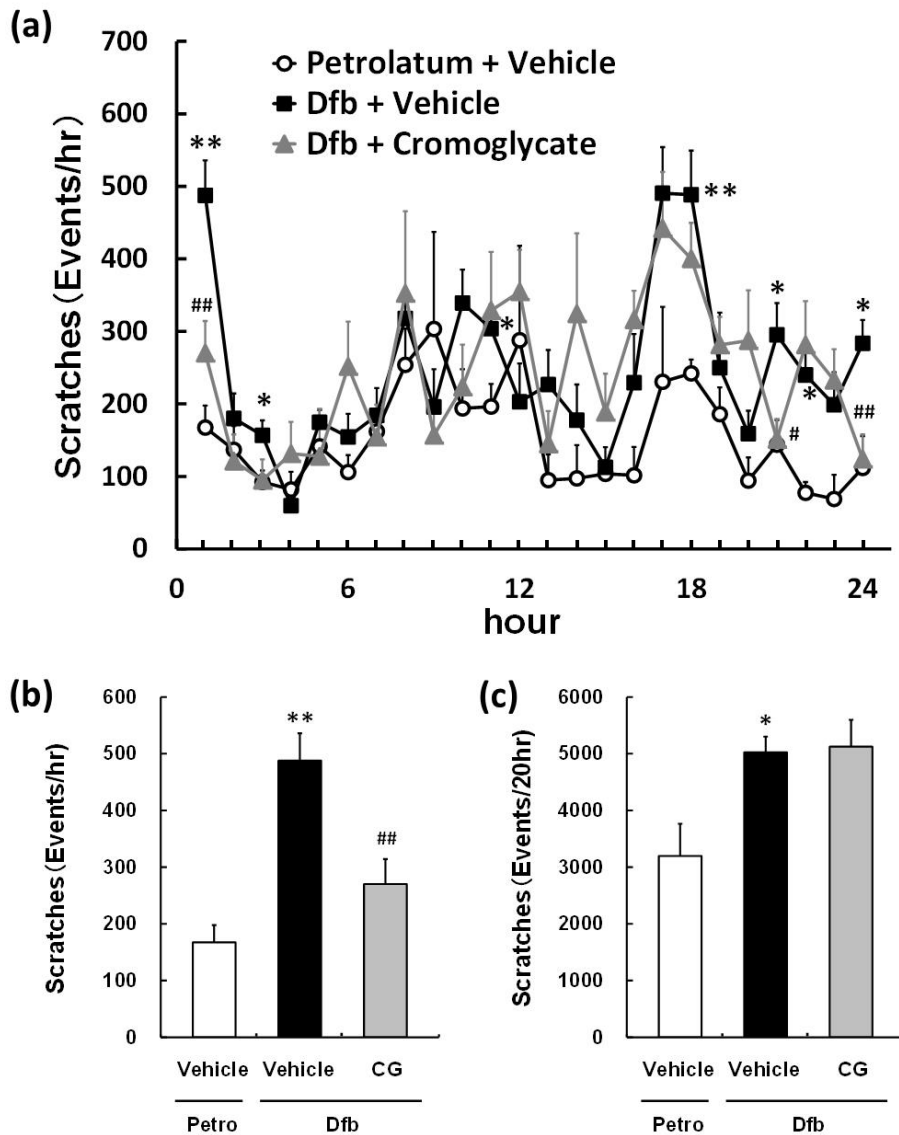 (a)
Scratches (Events/hr)
700
600
500
400
300
200
100
0
Petrolatum + Vehicle
Dfb + Vehicle
Dfb + Cromoglycate
**
##
*
*
**
*
#
*
*
##
0 6 12 18 24
hour
(b)
Scratches (Events/hr)
600
500
400
300
200
100
0
**
##
Vehicle Vehicle CG
Petro Dfb
(c)
Scratches (Events/20hr)
6000
5000
4000
3000
2000
1000
0
*
Vehicle Vehicle CG
Petro Dfb